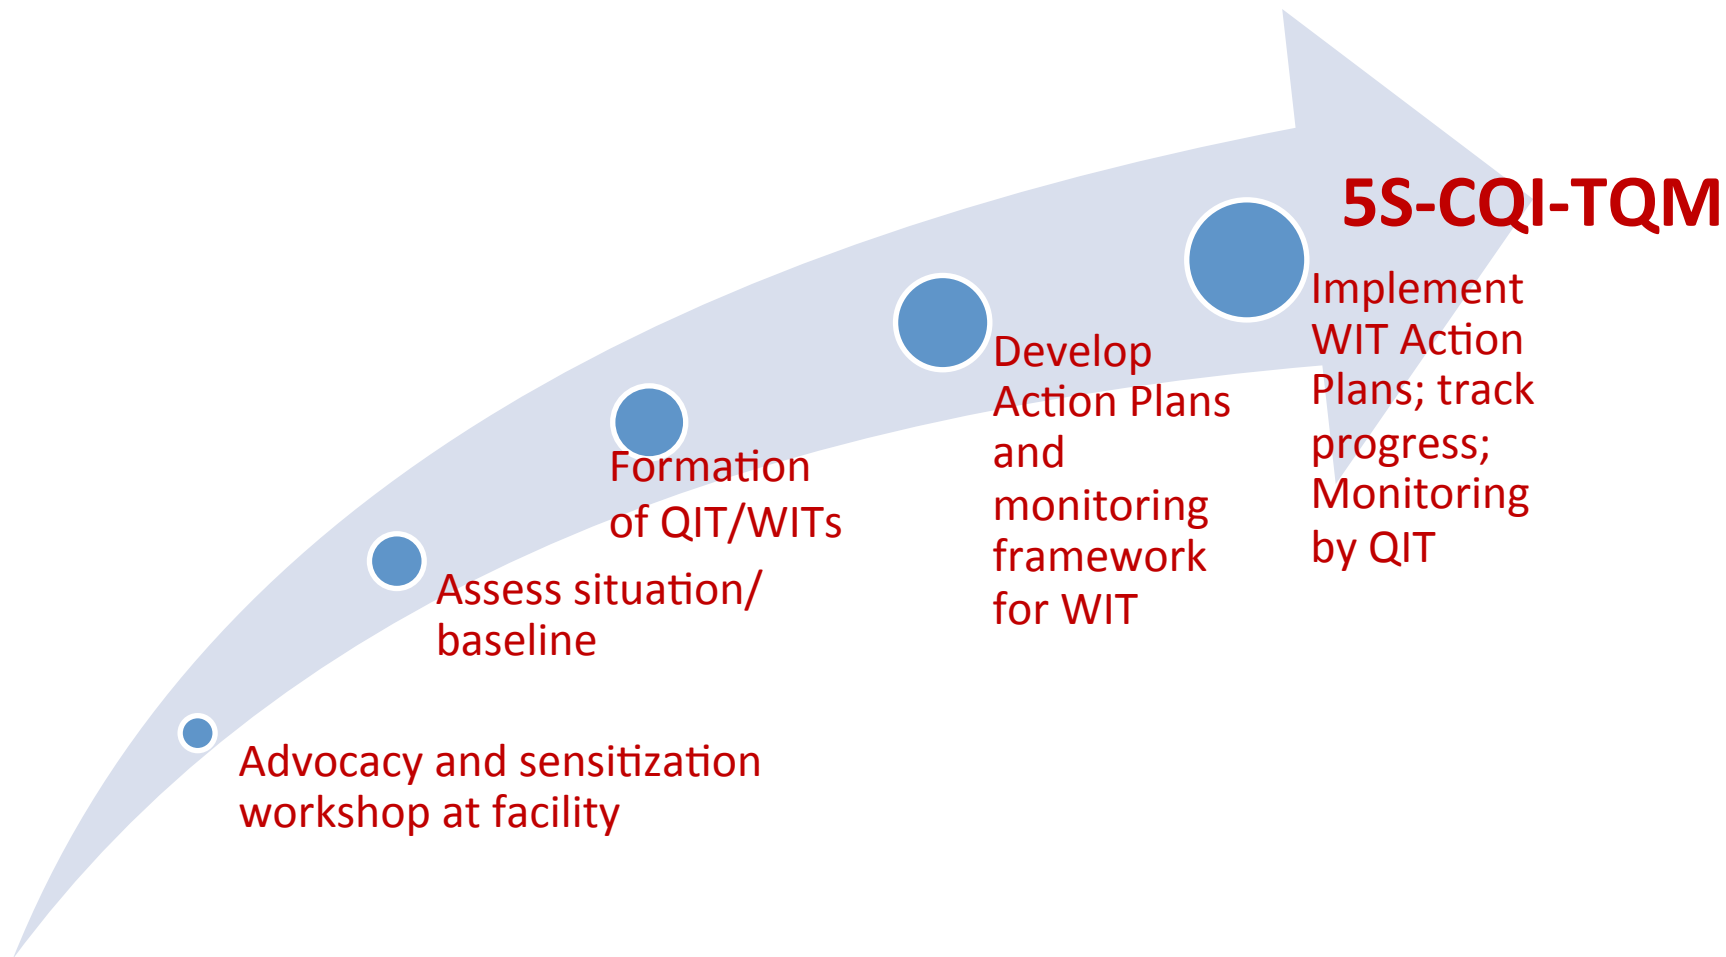 5S-CQI-TQM
Implement
WIT Action
Plans; track
progress;
Monitoring
by QIT
Develop
Action Plans
and
monitoring
framework
for WIT
Formation
of QIT/WITs
Assess situation/
baseline
Advocacy and sensitization
workshop at facility